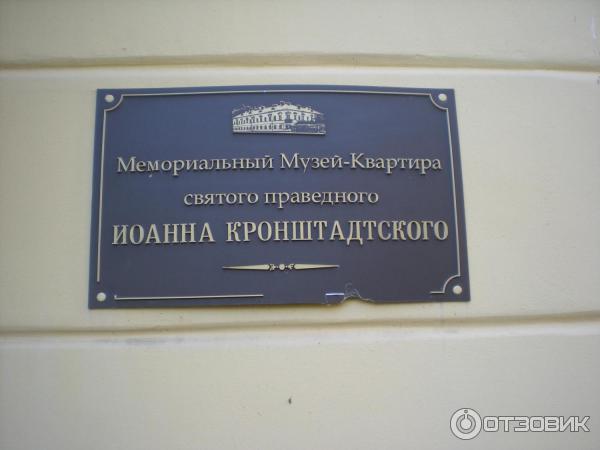 Мемориальный Музей-Квартира
святого праведного
ИОАННА КРОНШТАДТСКОГО
ОТЗОВИК